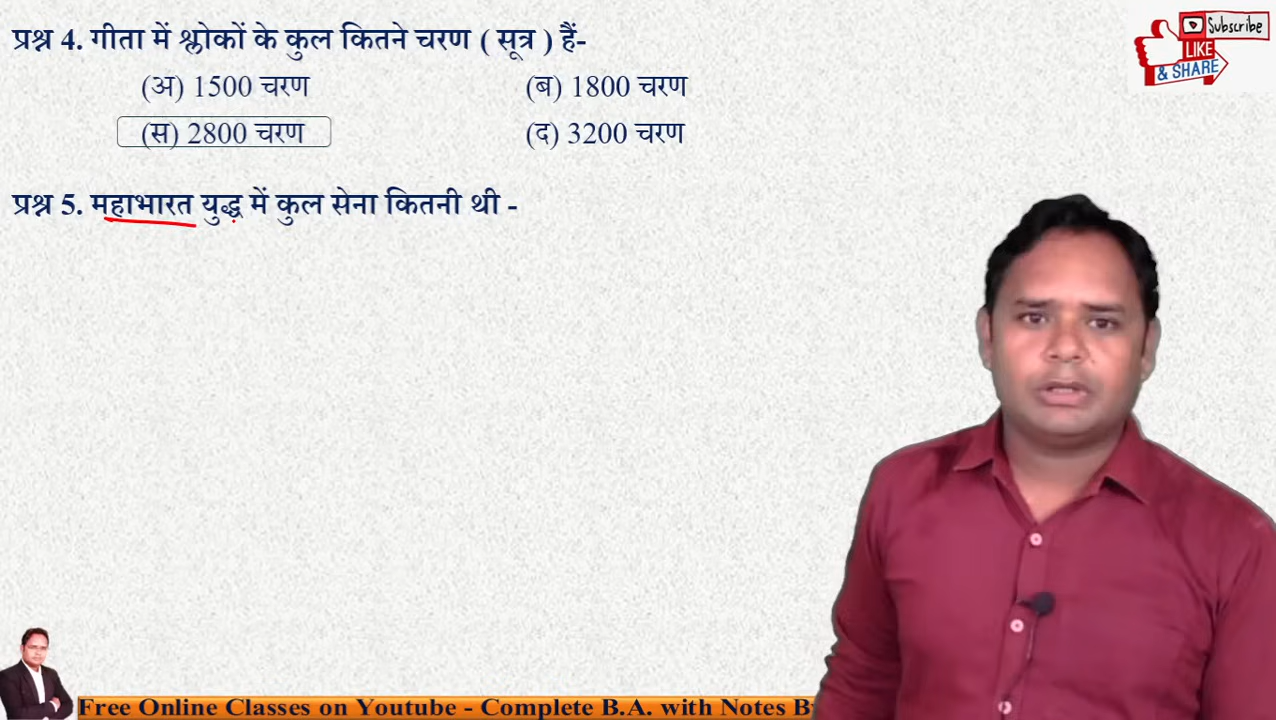 प्रश्न 4. गीता में श्लोकों के कुल कितने चरण ( सूत्र ) हैं-
Subscribe
LIKE
& SHARE
(अ) 1500 चरण (ब) 1800 चरण
(स) 2800 चरण (द) 3200 चरण
प्रश्न 5. महाभारत युद्ध में कुल सेना कितनी थी -
Free Online Classes on Youtube - Complete B.A. with Notes B